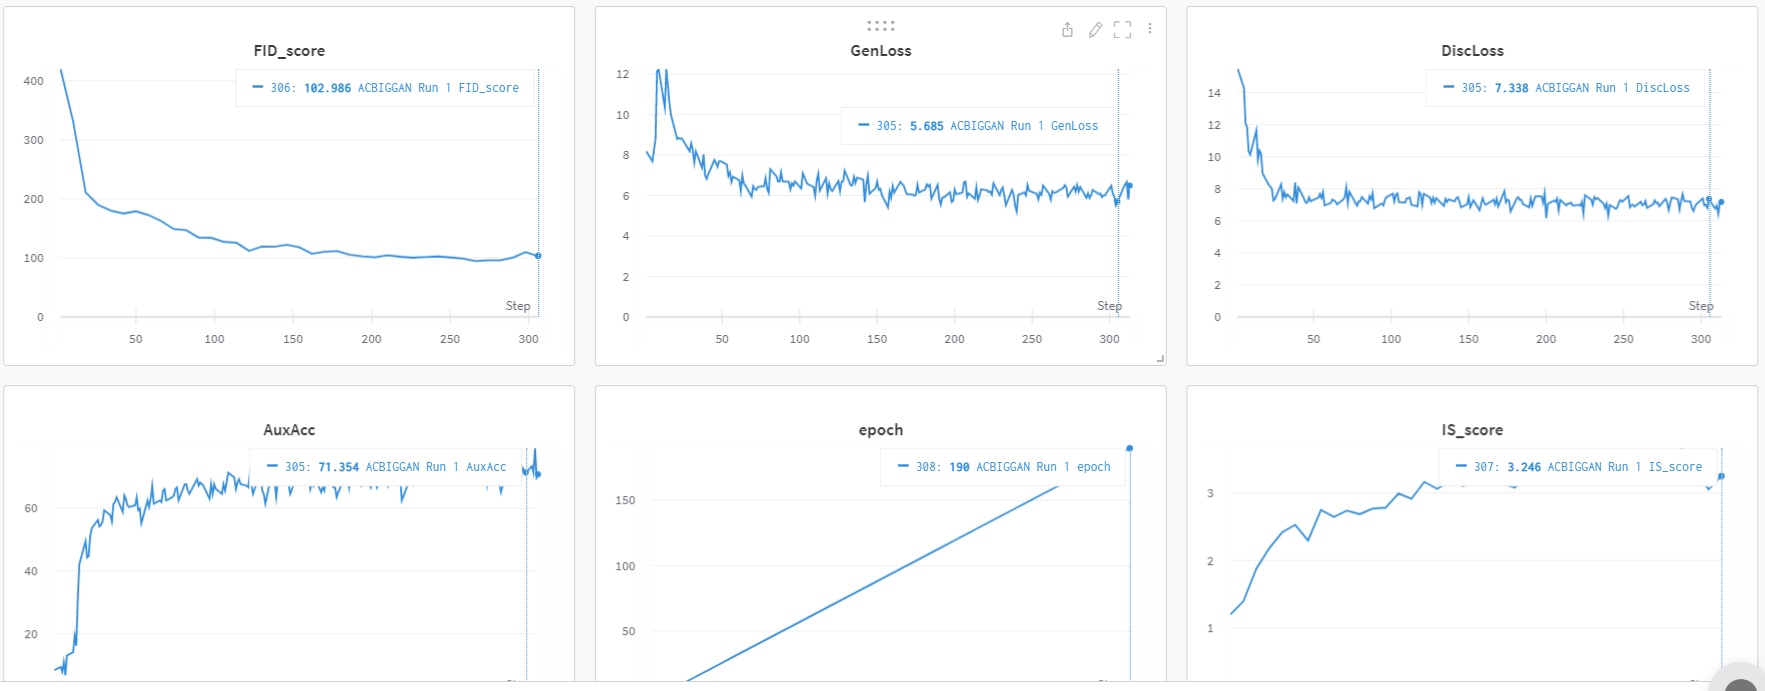 FID_score
400
300
200
100
0
306: 102.986 ACBIGGAN Run 1 FID_score
Step
50 100 150 200 250 300
GenLoss
12
10
8
6
4
2
0
305: 5.685 ACBIGGAN Run 1 GenLoss
Step
50 100 150 200 250 300
DiscLoss
14
12
10
8
6
4
2
0
305: 7.338 ACBIGGAN Run 1 DiscLoss
Step
50 100 150 200 250 300
AuxAcc
60
40
20
305: 71.354 ACBIGGAN Run 1 AuxAcc
epoch
150
100
50
308: 190 ACBIGGAN Run 1 epoch
IS_score
3
2
1
307: 3.246 ACBIGGAN Run 1 IS_score